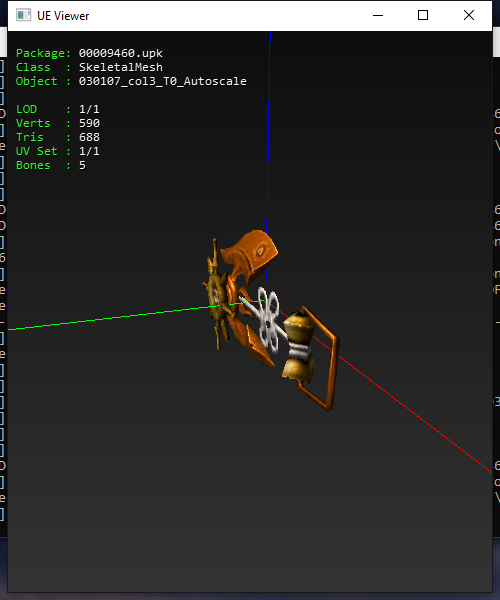 UE Viewer
Package: 00009460.upk
Class : SkeletalMesh
Object : 030107_col3_T0_Autoscale
LOD : 1/1
Verts : 590
Tris : 688
UV Set : 1/1
Bones : 5